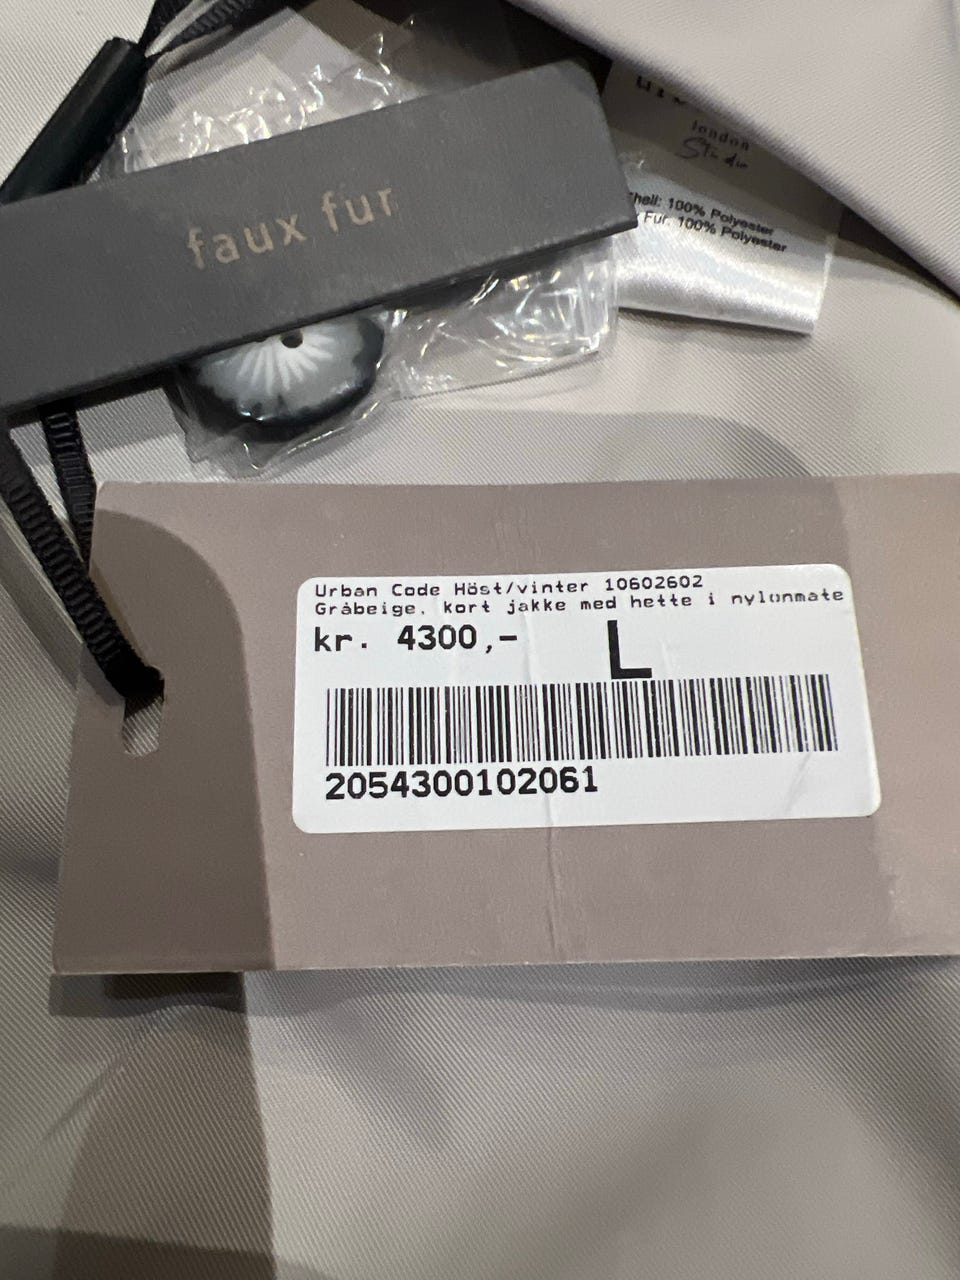 faux fur
london
Studio
Shell: 100% Polyester
Fur: 100% Polyester
Urban Code Höst/vinter 10602602
Gråbeige, kort jakke med hette i nylonmate
kr. 4300,- L
2054300102061